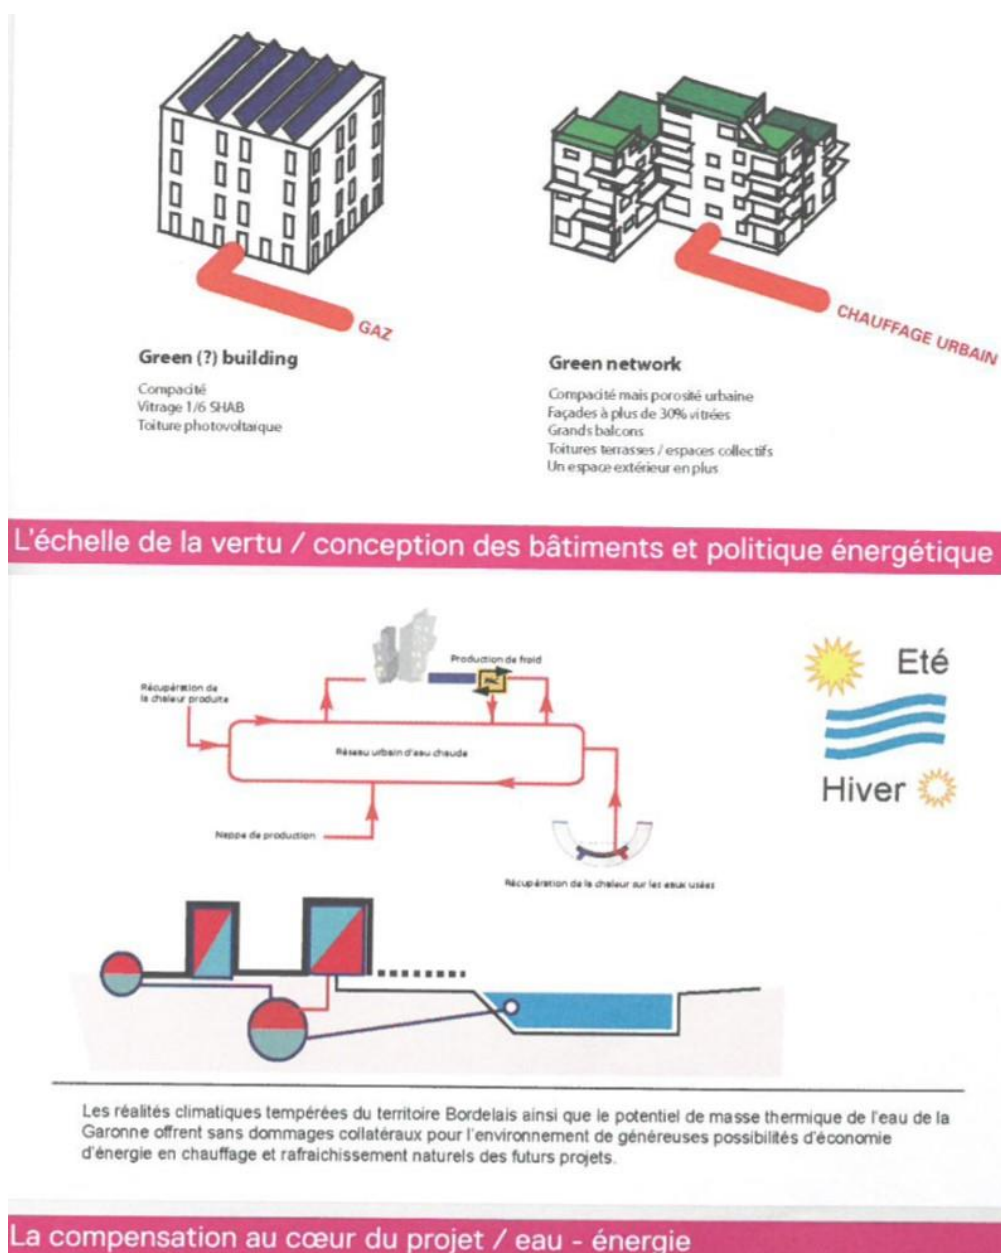 GAZ
CHAUFFAGE URBAIN
Green (?) building
Compacité
Vitrage 1/6 SHAB
Toiture photovoltaïque
Green network
Compacité mais porosité urbaine
Façades à plus de 30% vitrées
Grands balcons
Toitures terrasses / espaces collectifs
Un espace extérieur en plus
L'échelle de la vertu / conception des bâtiments et politique énergétique
Production de froid
Récupération de
la chaleur produite
Réseau urbain d'eau chaude
Nappe de production
Récupération de la chaleur sur les eaux usées
Eté
Hiver
Les réalités climatiques tempérées du territoire Bordelais ainsi que le potentiel de masse thermique de l'eau de la
Garonne offrent sans dommages collatéraux pour l'environnement de généreuses possibilités d'économie
d'énergie en chauffage et rafraichissement naturels des futurs projets.
La compensation au cœur du projet / eau - énergie